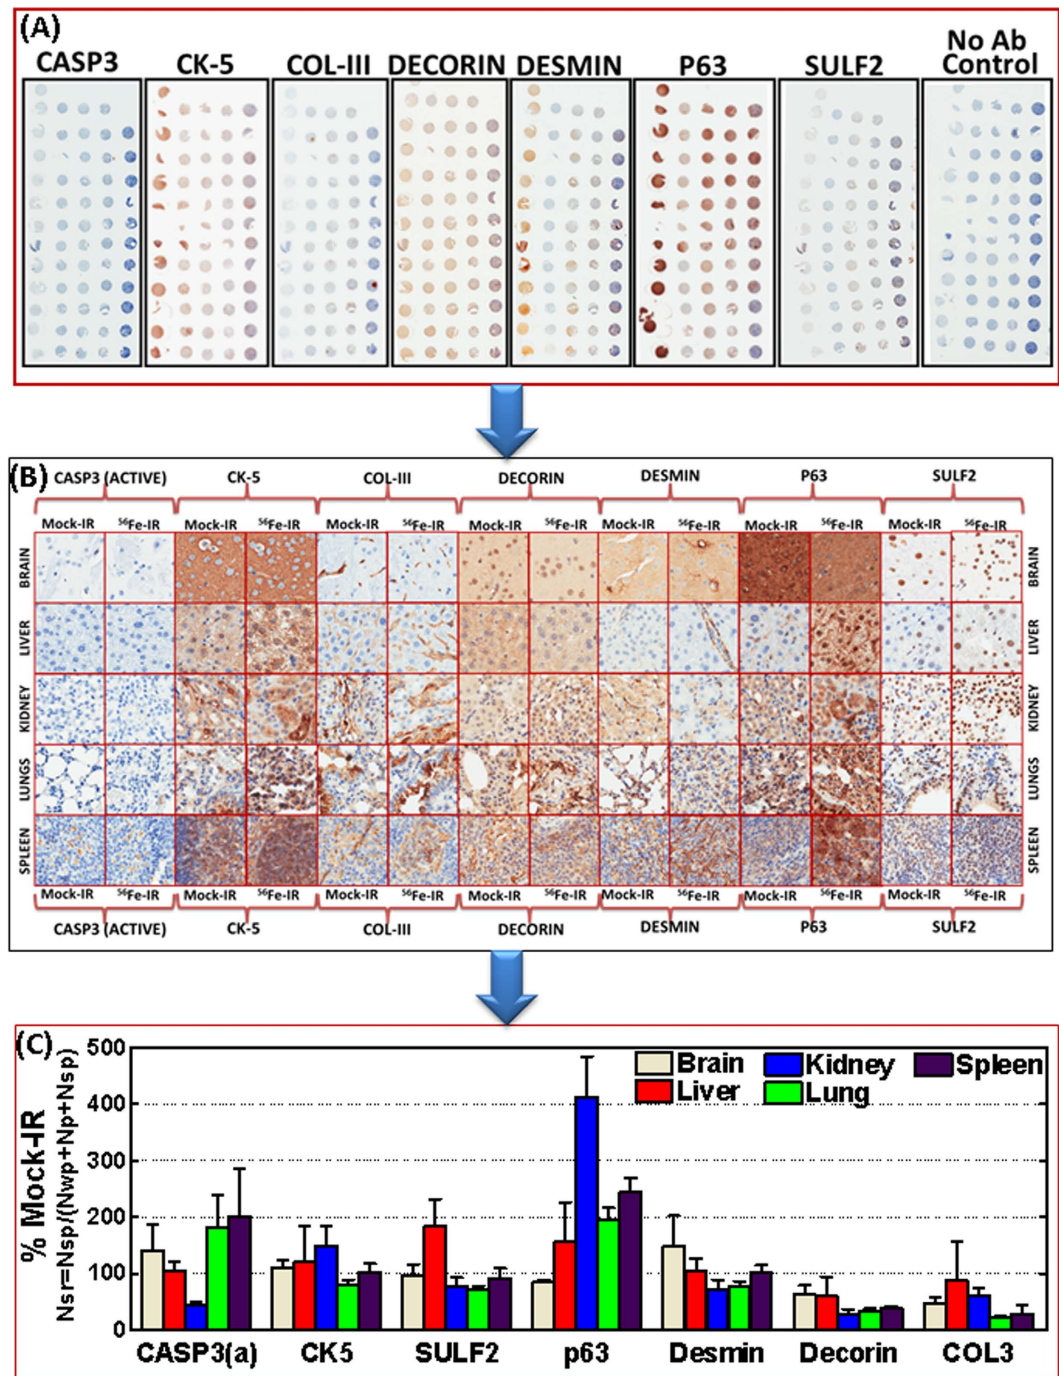 (A)
CASP3 CK-5 COL-III DECORIN DESMIN P63 SULF2 No Ab Control
(B)
CASP3 (ACTIVE) CK-5 COL-III DECORIN DESMIN P63 SULF2
Mock-IR ⁵⁶Fe-IR Mock-IR ⁵⁶Fe-IR Mock-IR ⁵⁶Fe-IR Mock-IR ⁵⁶Fe-IR Mock-IR ⁵⁶Fe-IR Mock-IR ⁵⁶Fe-IR Mock-IR ⁵⁶Fe-IR
BRAIN BRAIN
LIVER LIVER
KIDNEY KIDNEY
LUNGS LUNGS
SPLEEN SPLEEN
Mock-IR ⁵⁶Fe-IR Mock-IR ⁵⁶Fe-IR Mock-IR ⁵⁶Fe-IR Mock-IR ⁵⁶Fe-IR Mock-IR ⁵⁶Fe-IR Mock-IR ⁵⁶Fe-IR Mock-IR ⁵⁶Fe-IR
CASP3 (ACTIVE) CK-5 COL-III DECORIN DESMIN P63 SULF2
(C)
% Mock-IR
Nsr=Nsp/(Nwp+Np+Nsp)
500
400
300
200
100
0
Brain Kidney Spleen
Liver Lung
CASP3(a) CK5 SULF2 p63 Desmin Decorin COL3